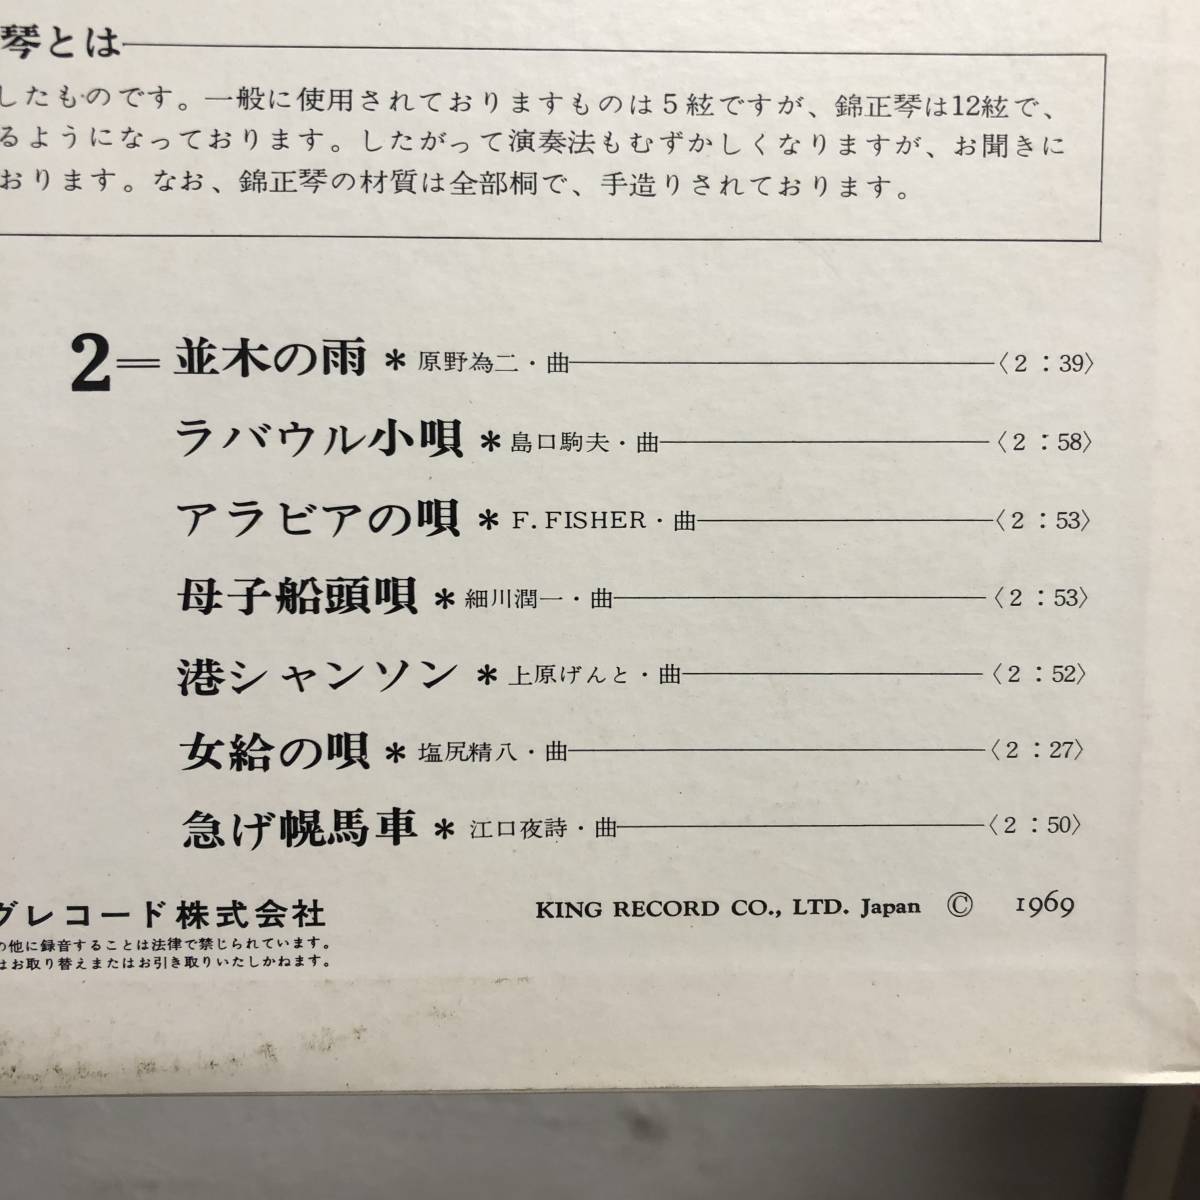 琴とは
したものです。一般に使用されておりますものは5絃ですが、錦正琴は12絃で、
るようになっております。したがって演奏法もむずかしくなりますが、お聞きに
おります。なお、錦正琴の材質は全部桐で、手造りされております。
2＝並木の雨＊原野為二・曲〈2：39〉
ラバウル小唄＊島口駒夫・曲〈2：58〉
アラビアの唄＊F. FISHER・曲〈2：53〉
母子船頭唄＊細川潤一・曲〈2：53〉
港シャンソン＊上原げんと・曲〈2：52〉
女給の唄＊塩尻精八・曲〈2：27〉
急げ幌馬車＊江口夜詩・曲〈2：50〉
グレコード株式会社 KING RECORD CO., LTD. Japan © 1969
の他に録音することは法律で禁じられています。
はお取り替えまたはお引き取りいたしかねます。